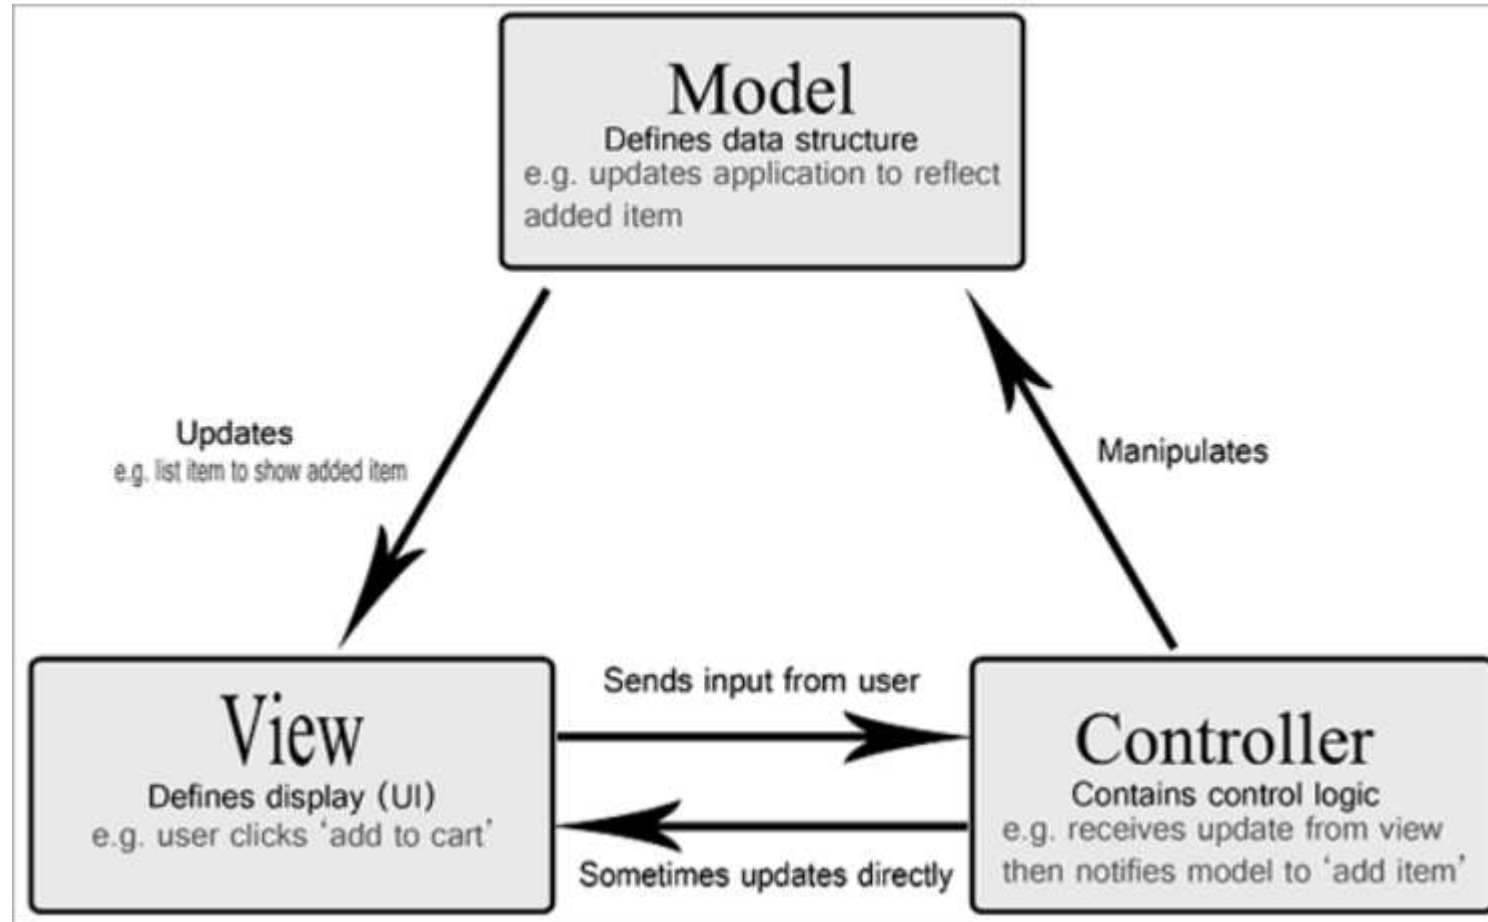 Model
Defines data structure
e.g. updates application to reflect
added item
Updates
e.g. list item to show added item
Manipulates
Sends input from user
View
Defines display (UI)
e.g. user clicks ‘add to cart’
Sometimes updates directly
Controller
Contains control logic
e.g. receives update from view
then notifies model to ‘add item’